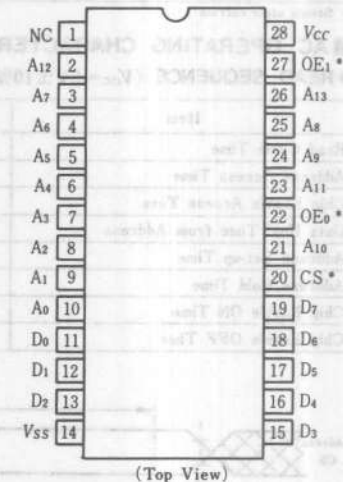 NC 1 28 Vcc
A12 2 27 OE1*
A7 3 26 A13
A6 4 25 A8
A5 5 24 A9
A4 6 23 A11
A3 7 22 OE0*
A2 8 21 A10
A1 9 20 CS*
A0 10 19 D7
D0 11 18 D6
D1 12 17 D5
D2 13 16 D4
Vss 14 15 D3
(Top View)